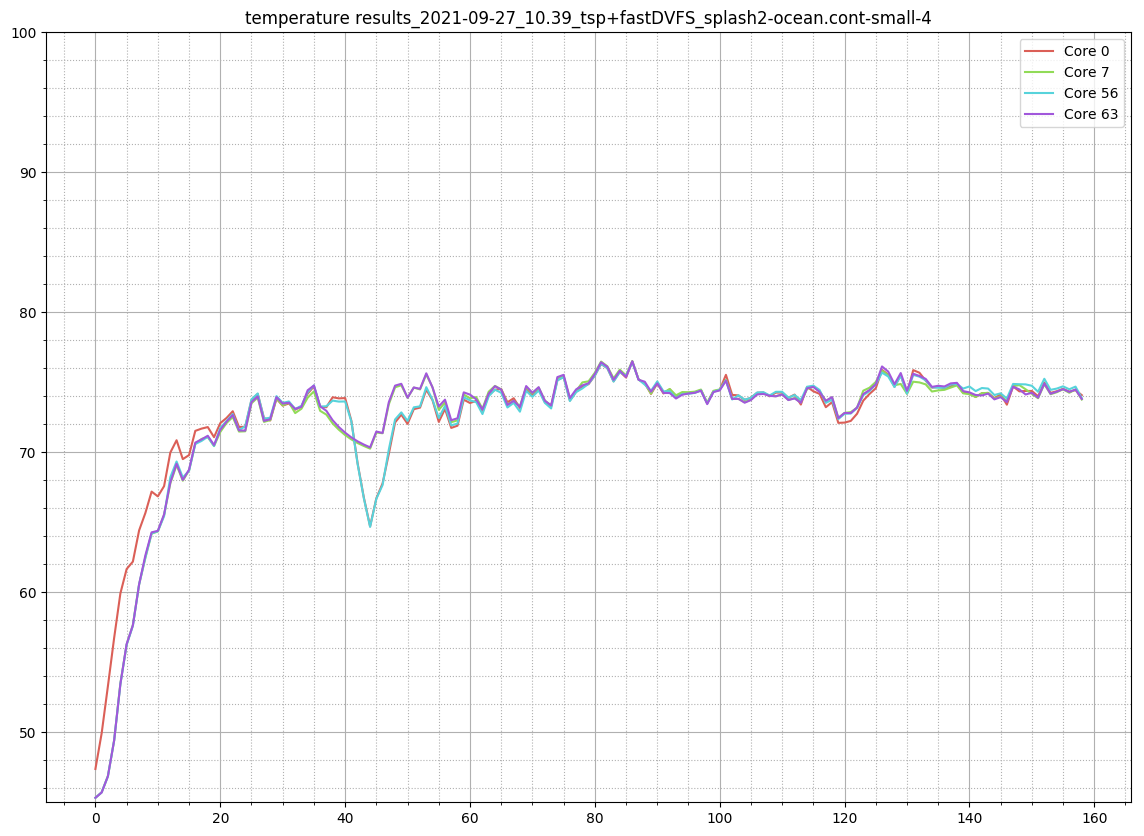 temperature results_2021-09-27_10.39_tsp+fastDVFS_splash2-ocean.cont-small-4
100
90
80
70
60
50
Core 0
Core 7
Core 56
Core 63
0 20 40 60 80 100 120 140 160